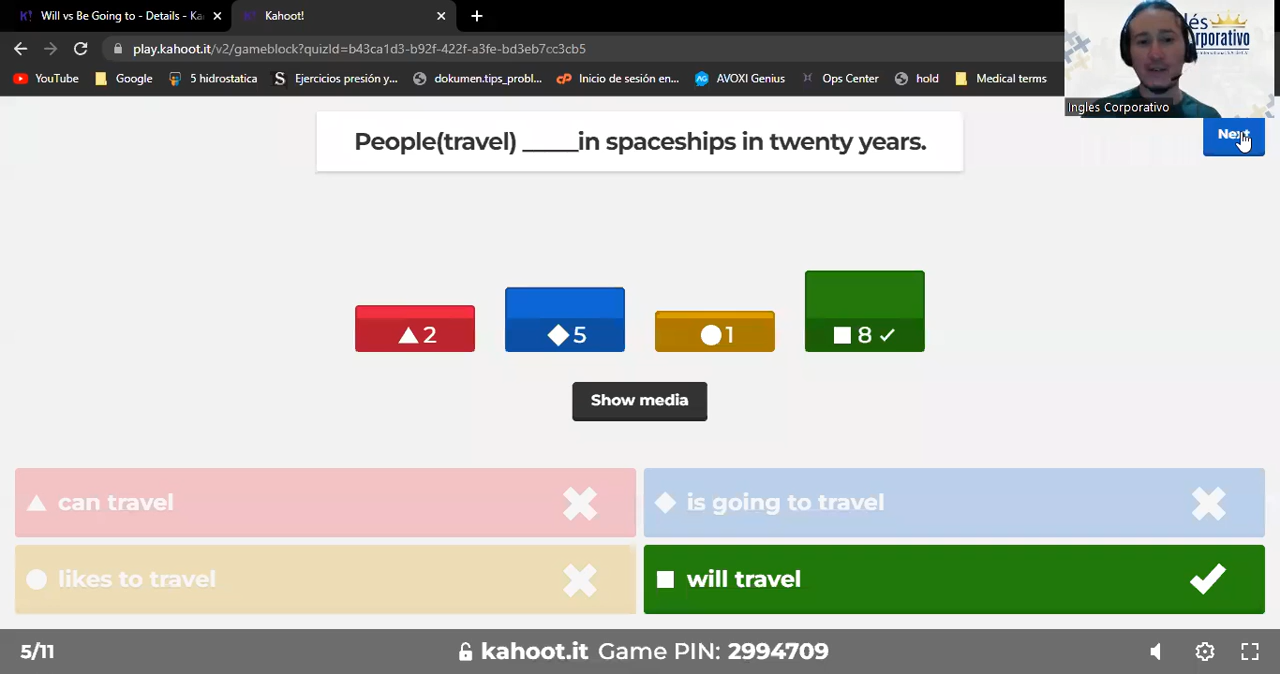 Will vs Be Going to - Details - Ka
Kahoot!
play.kahoot.it/v2/gameblock?quizId=b43ca1d3-b92f-422f-a3fe-bd3eb7cc3cb5
YouTube
Google
5 hidrostatica
Ejercicios presión y...
dokumen.tips_probl...
Inicio de sesión en...
AVOXI Genius
Ops Center
hold
Medical terms
Ingles Corporativo
People(travel) _____in spaceships in twenty years.
Next
2
5
1
8
Show media
can travel
is going to travel
likes to travel
will travel
5/11
kahoot.it Game PIN: 2994709